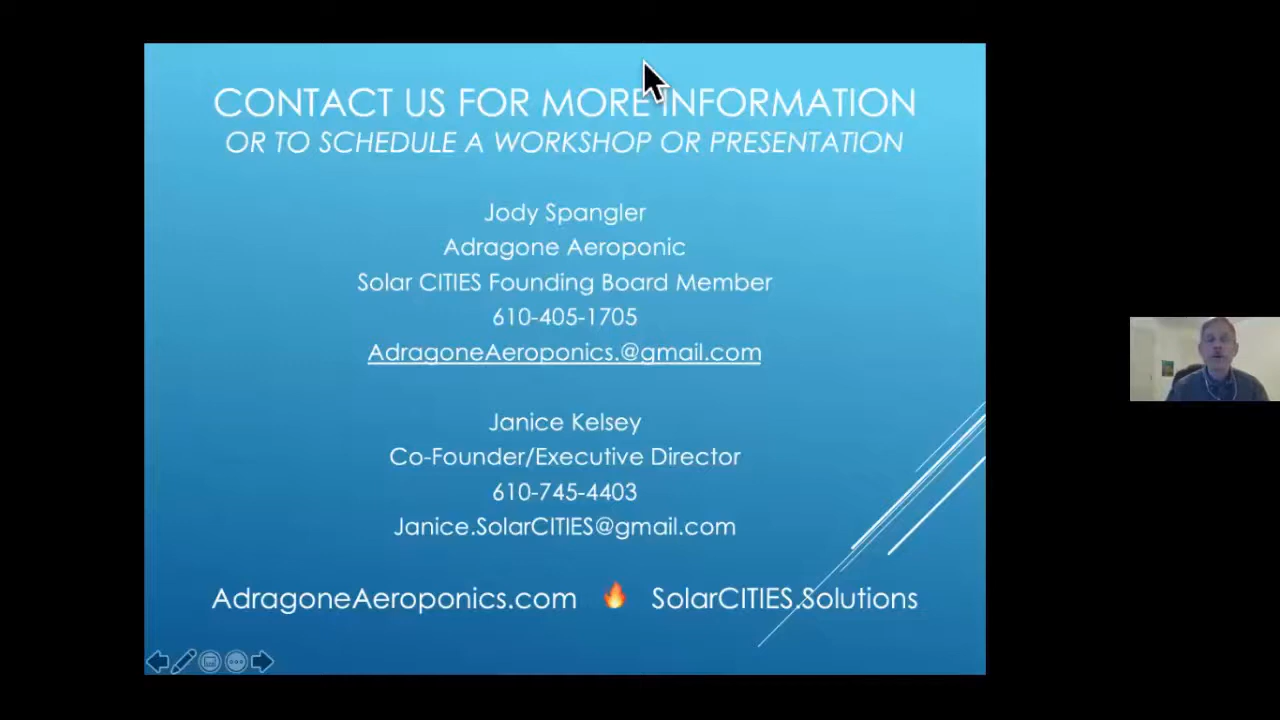 CONTACT US FOR MORE INFORMATION
OR TO SCHEDULE A WORKSHOP OR PRESENTATION
Jody Spangler
Adragone Aeroponic
Solar CITIES Founding Board Member
610-405-1705
AdragoneAeroponics.@gmail.com
Janice Kelsey
Co-Founder/Executive Director
610-745-4403
Janice.SolarCITIES@gmail.com
AdragoneAeroponics.com 🔥 SolarCITIES.Solutions